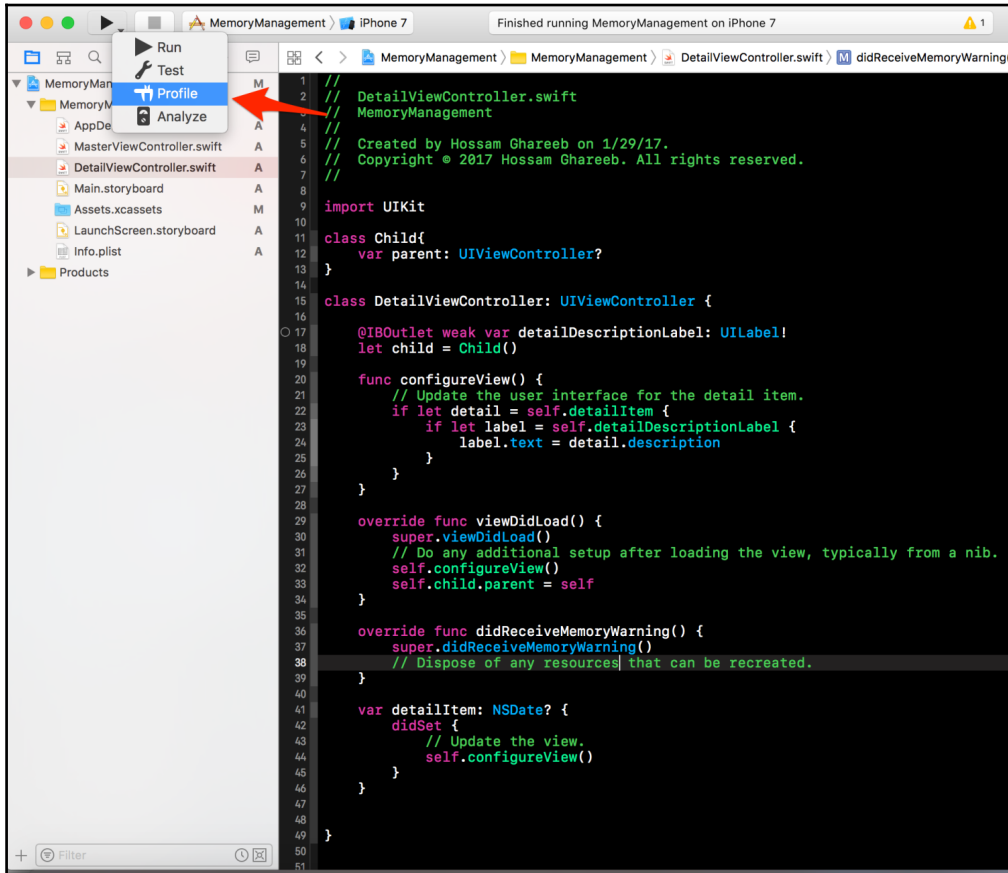 MemoryManagement 〉 iPhone 7
Finished running MemoryManagement on iPhone 7
1
Run
Test
Profile
Analyze
MemoryManagement 〉 MemoryManagement 〉 DetailViewController.swift 〉 M didReceiveMemoryWarning
MemoryMan M
MemoryM
AppDe A
MasterViewController.swift A
DetailViewController.swift A
Main.storyboard A
Assets.xcassets M
LaunchScreen.storyboard A
Info.plist A
Products
Filter
1 //
2 //  DetailViewController.swift
3 //  MemoryManagement
4 //
5 //  Created by Hossam Ghareeb on 1/29/17.
6 //  Copyright © 2017 Hossam Ghareeb. All rights reserved.
7 //
8
9 import UIKit
10
11 class Child{
12     var parent: UIViewController?
13 }
14
15 class DetailViewController: UIViewController {
16
17     @IBOutlet weak var detailDescriptionLabel: UILabel!
18     let child = Child()
19
20     func configureView() {
21         // Update the user interface for the detail item.
22         if let detail = self.detailItem {
23             if let label = self.detailDescriptionLabel {
24                 label.text = detail.description
25             }
26         }
27     }
28
29     override func viewDidLoad() {
30         super.viewDidLoad()
31         // Do any additional setup after loading the view, typically from a nib.
32         self.configureView()
33         self.child.parent = self
34     }
35
36     override func didReceiveMemoryWarning() {
37         super.didReceiveMemoryWarning()
38         // Dispose of any resources that can be recreated.
39     }
40
41     var detailItem: NSDate? {
42         didSet {
43             // Update the view.
44             self.configureView()
45         }
46     }
47
48
49 }
50
51